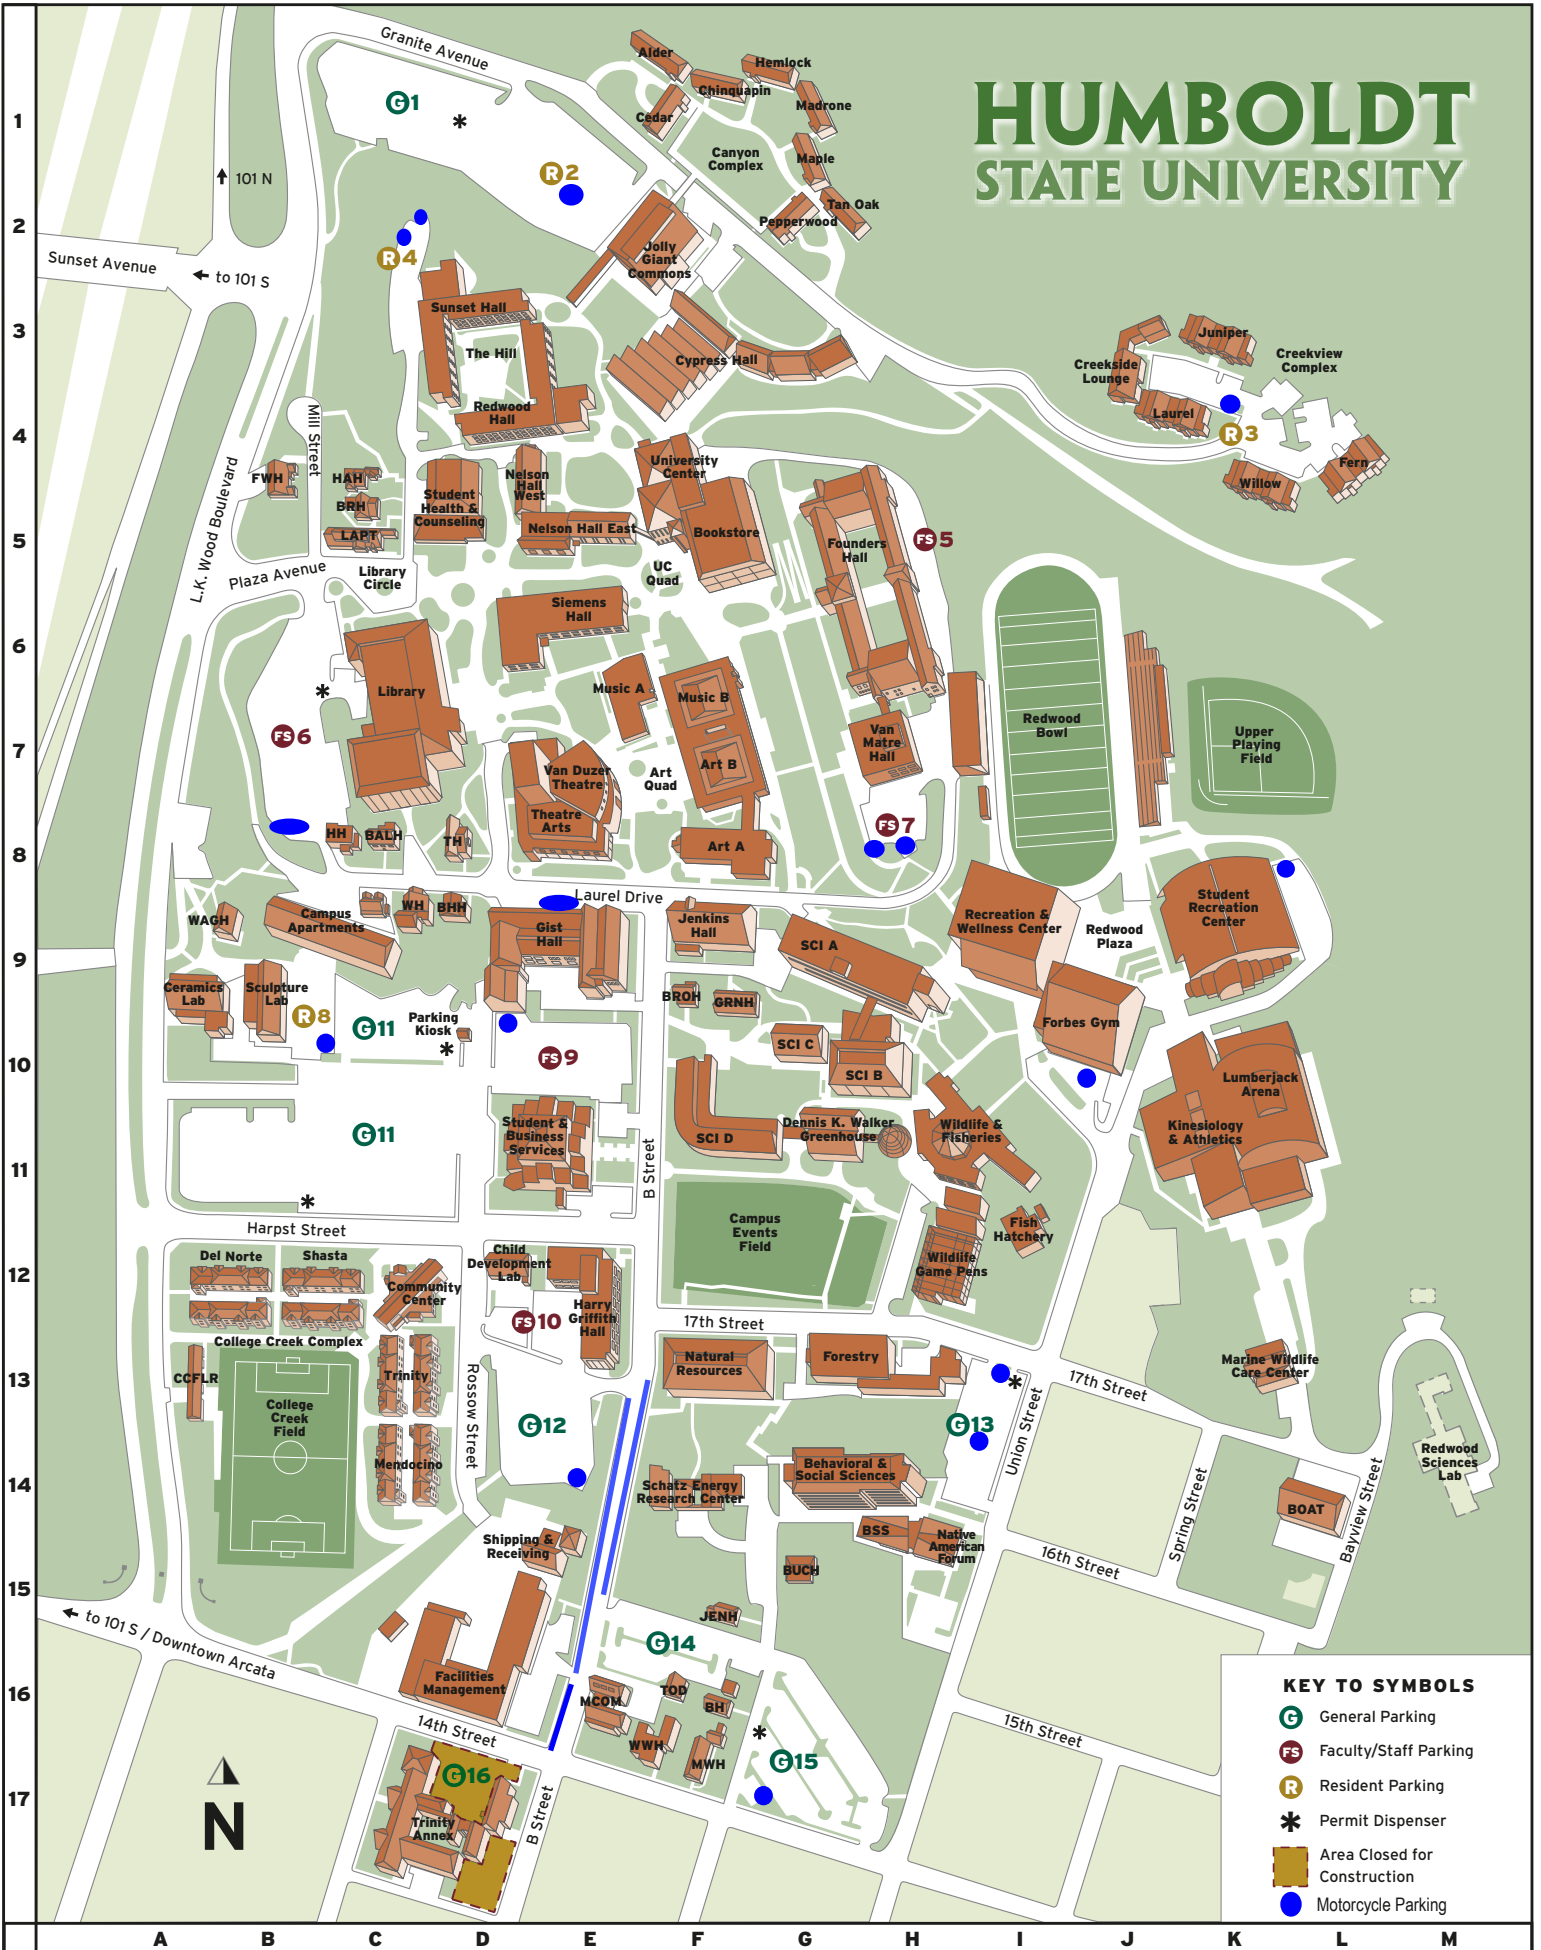 HUMBOLDT
STATE UNIVERSITY
Granite Avenue
Alder
Hemlock
Chinquapin
Madrone
Cedar
G1
*
1
Canyon
Complex
Maple
R2
101 N
Tan Oak
Pepperwood
2
R4
Jolly
Giant
Commons
Sunset Avenue
to 101 S
Sunset Hall
3
The Hill
Cypress Hall
Juniper
Creekside
Lounge
Creekview
Complex
Laurel
Redwood
Hall
Mill Street
4
R3
Fern
Willow
University
Center
FWH
HAH
BRH
LAPT
Student
Health &
Counseling
Nelson
Hall
West
Nelson Hall East
Bookstore
L.K. Wood Boulevard
5
Founders
Hall
FS5
Plaza Avenue
Library
Circle
UC
Quad
Siemens
Hall
6
*
Library
Music A
Music B
FS6
7
Van
Matre
Hall
Redwood
Bowl
Upper
Playing
Field
Van Duzer
Theatre
Art
Quad
Art B
Theatre
Arts
HH
BALH
TH
Art A
FS7
8
Laurel Drive
WAGH
Campus
Apartments
WH
BHH
Gist
Hall
Jenkins
Hall
SCI A
Recreation &
Wellness Center
Redwood
Plaza
Student
Recreation
Center
9
Ceramics
Lab
Sculpture
Lab
R8
G11
Parking
Kiosk
*
BROH
GRNH
Forbes Gym
SCI C
FS9
10
SCI B
Lumberjack
Arena
G11
Student &
Business
Services
SCI D
Dennis K. Walker
Greenhouse
Wildlife &
Fisheries
Kinesiology
& Athletics
11
*
B Street
Harpst Street
Campus
Events
Field
Fish
Hatchery
Del Norte
Shasta
Child
Development
Lab
Wildlife
Game Pens
12
Community
Center
Harry
Griffith
Hall
FS10
17th Street
College Creek Complex
Natural
Resources
Forestry
Marine Wildlife
Care Center
13
CCFLR
Trinity
Rossow Street
*
17th Street
College
Creek
Field
G12
G13
Union Street
Mendocino
Behavioral &
Social Sciences
Redwood
Sciences
Lab
14
Schatz Energy
Research Center
BOAT
Spring Street
Bayview Street
Shipping &
Receiving
BSS
Native
American
Forum
16th Street
BUCH
15
JENH
to 101 S / Downtown Arcata
G14
Facilities
Management
16
MCOM
TOD
BH
WWH
MWH
*
G15
15th Street
14th Street
G16
Trinity
Annex
B Street
17
N
KEY TO SYMBOLS
G General Parking
FS Faculty/Staff Parking
R Resident Parking
* Permit Dispenser
Area Closed for
Construction
Motorcycle Parking
A B C D E F G H I J K L M